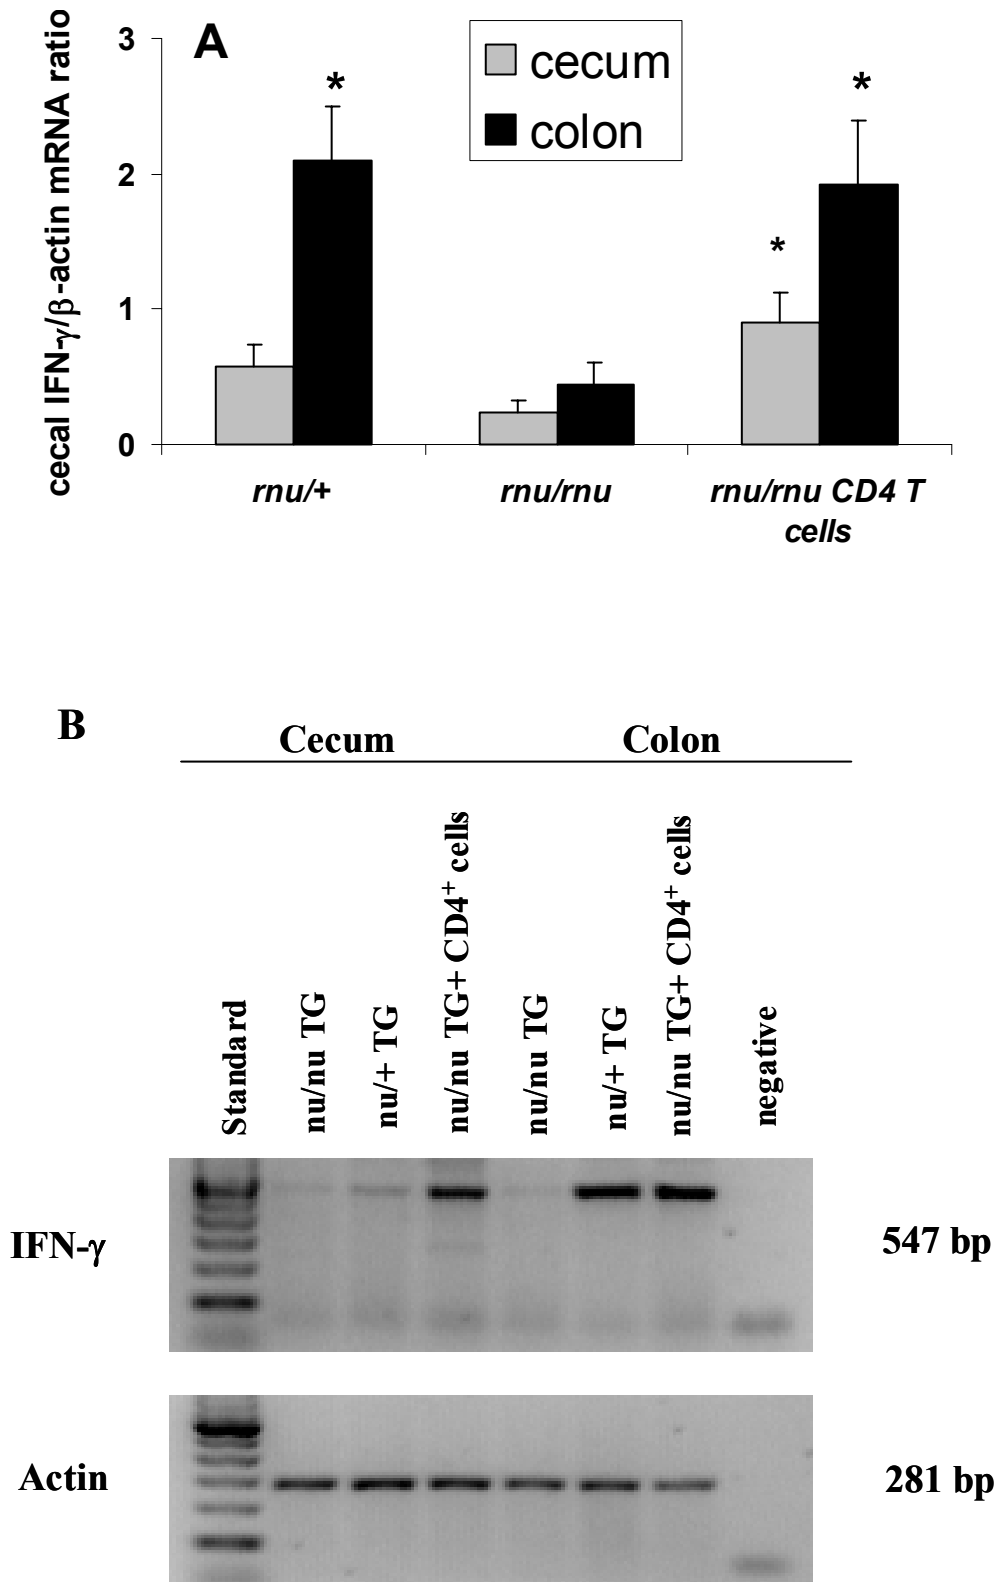 A
cecal IFN-γ/β-actin mRNA ratio
3
2
1
0
cecum
colon
*
*
*
rnu/+
rnu/rnu
rnu/rnu CD4 T
cells
B
Cecum
Colon
Standard
nu/nu TG
nu/+ TG
nu/nu TG+ CD4⁺ cells
nu/nu TG
nu/+ TG
nu/nu TG+ CD4⁺ cells
negative
IFN-γ
547 bp
Actin
281 bp